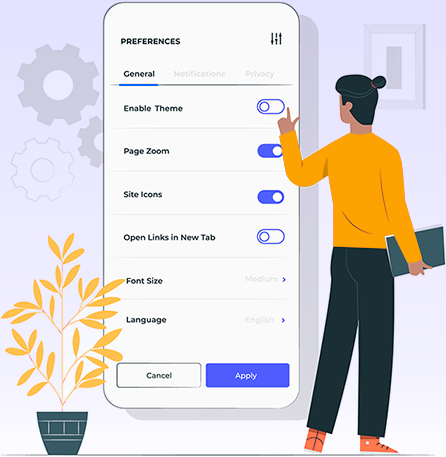 PREFERENCES
General Notifications Privacy
Enable Theme
Page Zoom
Site Icons
Open Links in New Tab
Font Size Medium
Language English
Cancel Apply